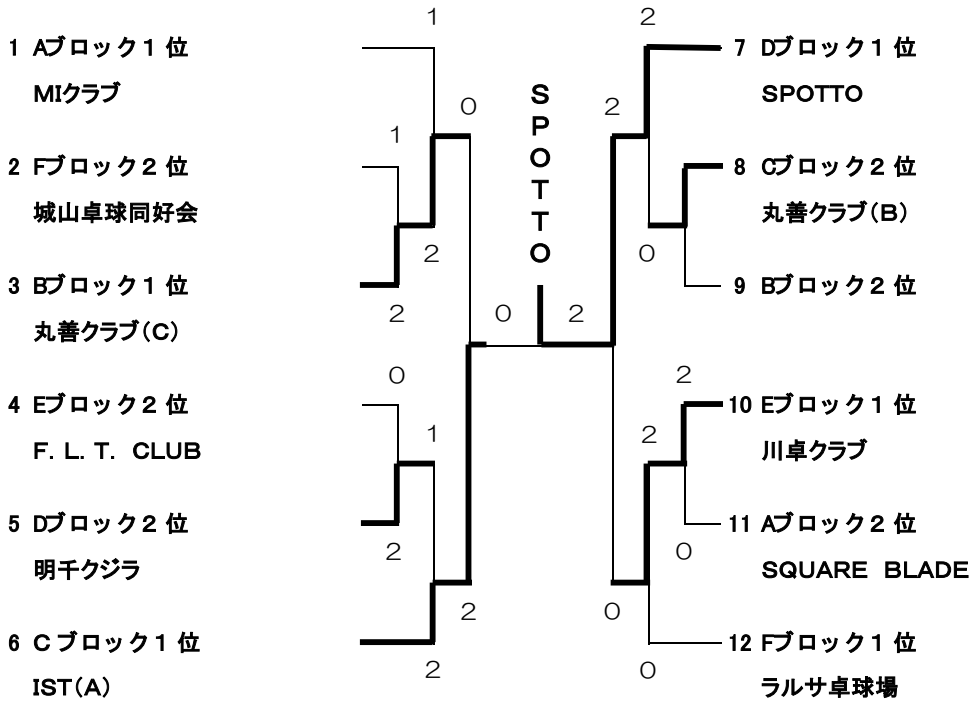 1 Aブロック１位
MIクラブ
2 Fブロック２位
城山卓球同好会
3 Bブロック１位
丸善クラブ(C)
4 Eブロック２位
F. L. T. CLUB
5 Dブロック２位
明千クジラ
6 Cブロック１位
IST(A)
1
0
1
2
2
0
1
2
2
2
SPOTTO
0
2
2
2
0
2
2
0
0
0
7 Dブロック１位
SPOTTO
8 Cブロック２位
丸善クラブ(B)
9 Bブロック２位
10 Eブロック１位
川卓クラブ
11 Aブロック２位
SQUARE BLADE
12 Fブロック１位
ラルサ卓球場